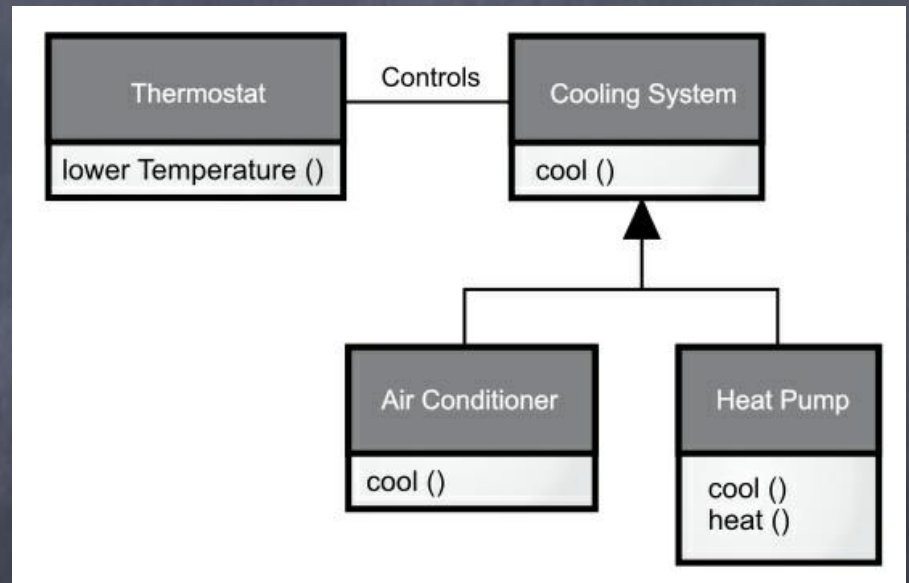 Thermostat
lower Temperature ()
Controls
Cooling System
cool ()
Air Conditioner
cool ()
Heat Pump
cool ()
heat ()